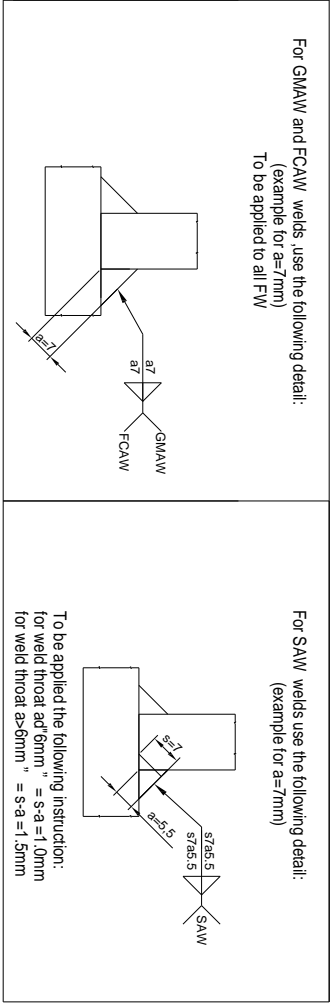 For GMAW and FCAW welds ,use the following detail:
(example for a=7mm)
To be applied to all FW
a7
a7
GMAW
FCAW
a=7
For SAW welds use the following detail:
(example for a=7mm)
s=7
s7a5.5
s7a5.5
SAW
a=5,5
To be applied the following instruction:
for weld throat ad"6mm " = s-a =1.0mm
for weld throat a>6mm " = s-a =1.5mm